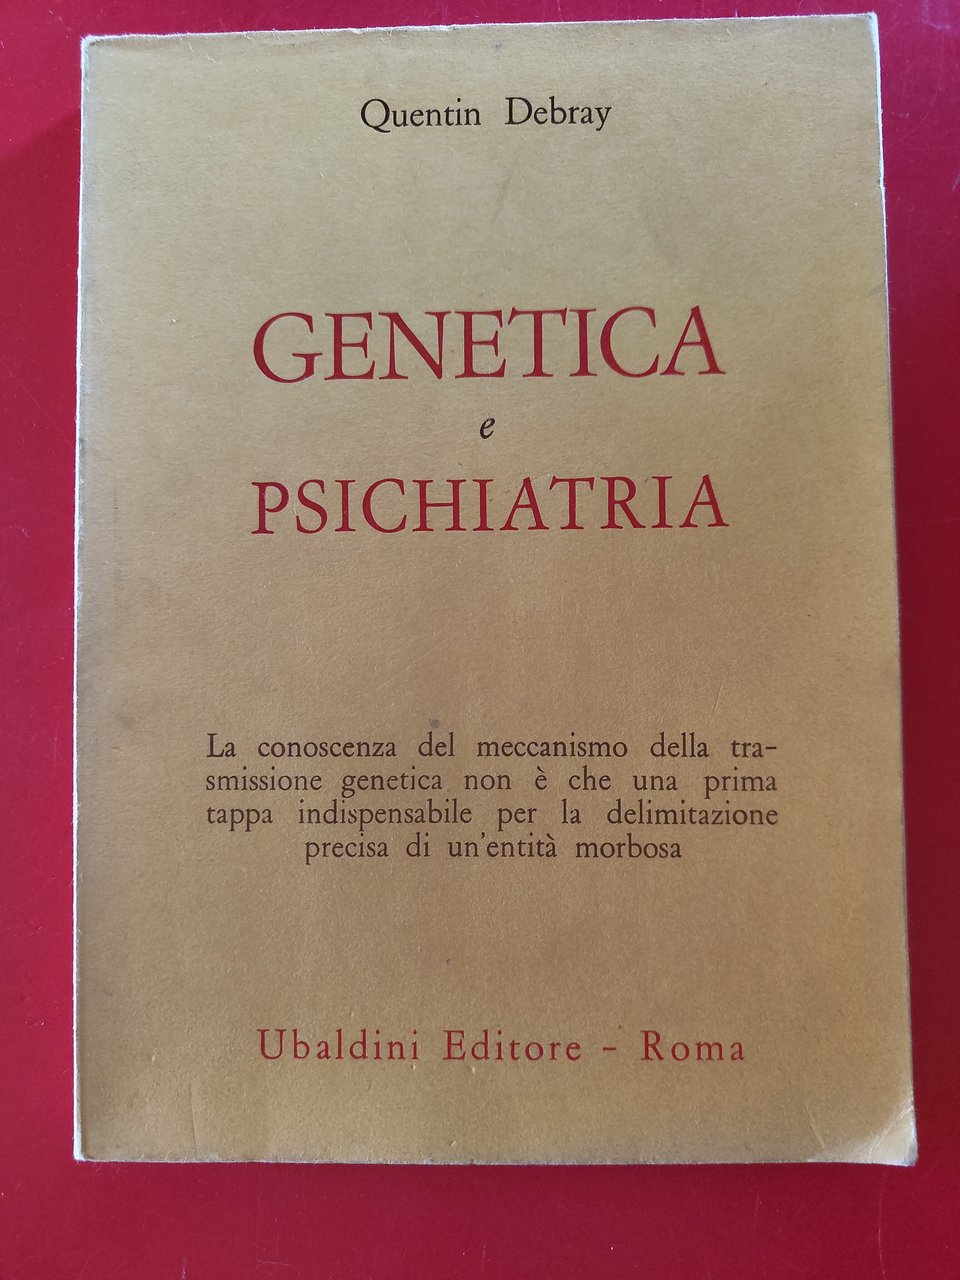 Quentin Debray
GENETICA
e
PSICHIATRIA
La conoscenza del meccanismo della tra-
smissione genetica non è che una prima
tappa indispensabile per la delimitazione
precisa di un'entità morbosa
Ubaldini Editore - Roma